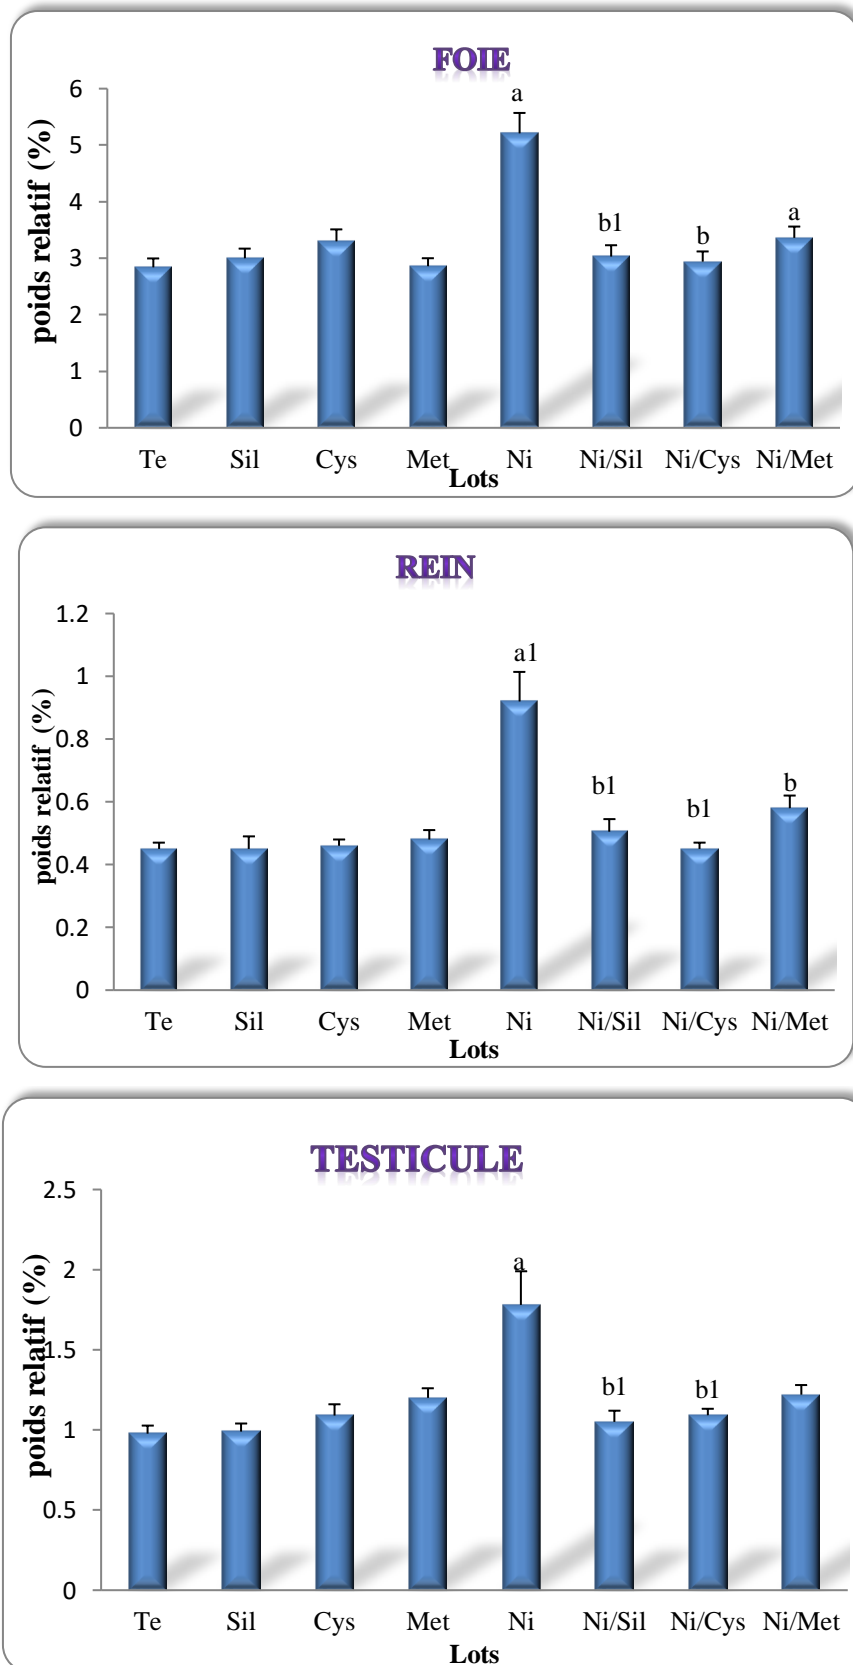 FOIE
poids relatif (%)
6
5
4
3
2
1
0
a
b1
b
a
Te Sil Cys Met Ni Ni/Sil Ni/Cys Ni/Met
Lots
REIN
poids relatif (%)
1.2
1
0.8
0.6
0.4
0.2
0
a1
b1
b1
b
Te Sil Cys Met Ni Ni/Sil Ni/Cys Ni/Met
Lots
TESTICULE
poids relatif (%)
2.5
2
1.5
1
0.5
0
a
b1
b1
Te Sil Cys Met Ni Ni/Sil Ni/Cys Ni/Met
Lots